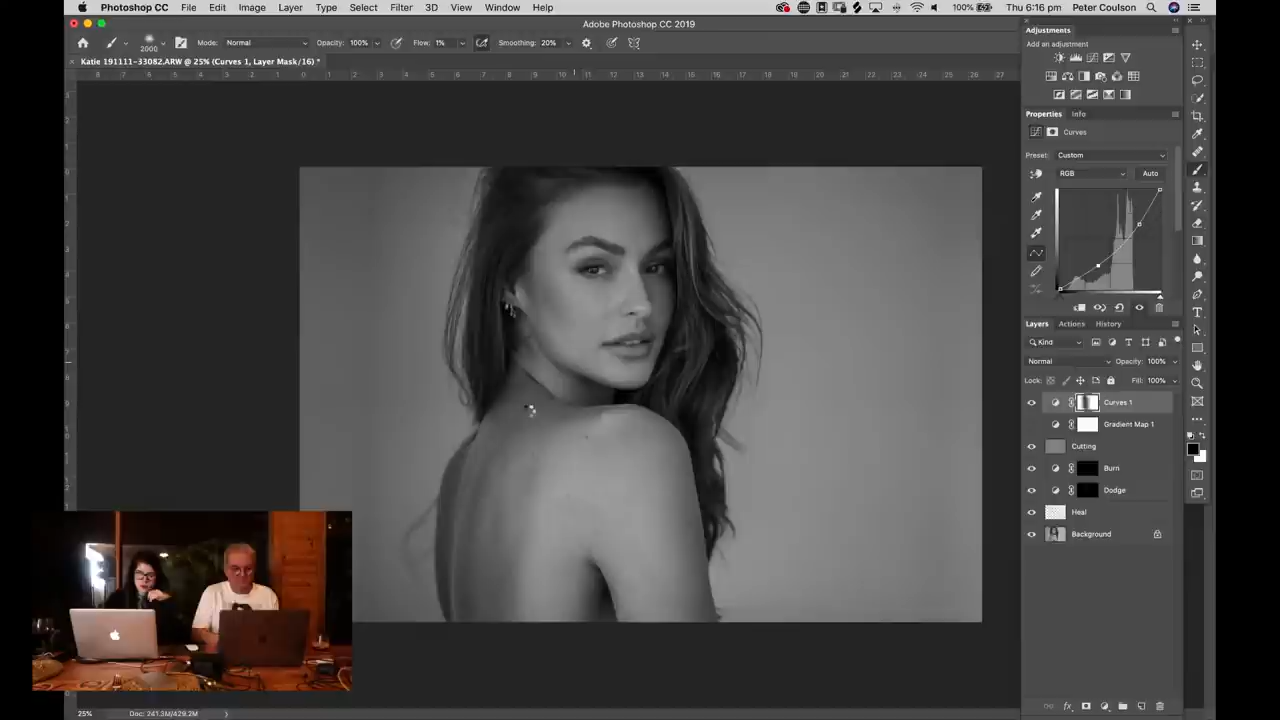 Photoshop CC File Edit Image Layer Type Select Filter 3D View Window Help 100% Thu 6:16 pm Peter Coulson
Adobe Photoshop CC 2019
2000 Mode: Normal Opacity: 100% Flow: 1% Smoothing: 20%
Katie 191111-33082.ARW @ 25% (Curves 1, Layer Mask/16) *
Adjustments
Add an adjustment
Properties Info
Curves
Preset: Custom
RGB Auto
Layers Actions History
Kind
Normal Opacity: 100%
Lock: Fill: 100%
Curves 1
Gradient Map 1
Cutting
Burn
Dodge
Heal
Background
25% Doc: 241.3M/429.2M